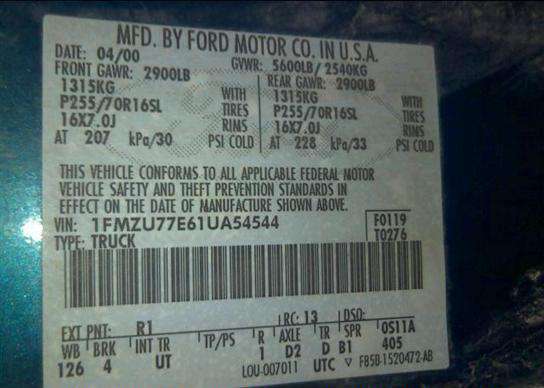 MFD. BY FORD MOTOR CO. IN U.S.A.
DATE: 04/00 GVWR: 5600LB/ 2540KG
FRONT GAWR: 2900LB REAR GAWR: 2900LB
1315KG WITH 1315KG WITH
P255/70R16SL TIRES P255/70R16SL TIRES
16X7.0J RIMS 16X7.0J RIMS
AT 207 kPa/30 PSI COLD AT 228 kPa/33 PSI COLD
THIS VEHICLE CONFORMS TO ALL APPLICABLE FEDERAL MOTOR
VEHICLE SAFETY AND THEFT PREVENTION STANDARDS IN
EFFECT ON THE DATE OF MANUFACTURE SHOWN ABOVE.
VIN: 1FMZU77E61UA54544 F0119
TYPE: TRUCK T0276
EXT PNT: R1 RC: 13 DSO:
WB BRK INT TR TP/PS R AXLE TR SPR OS11A
126 4 UT 1 D2 D B1 405
LOU-007011 UTC F85B-1520472-AB